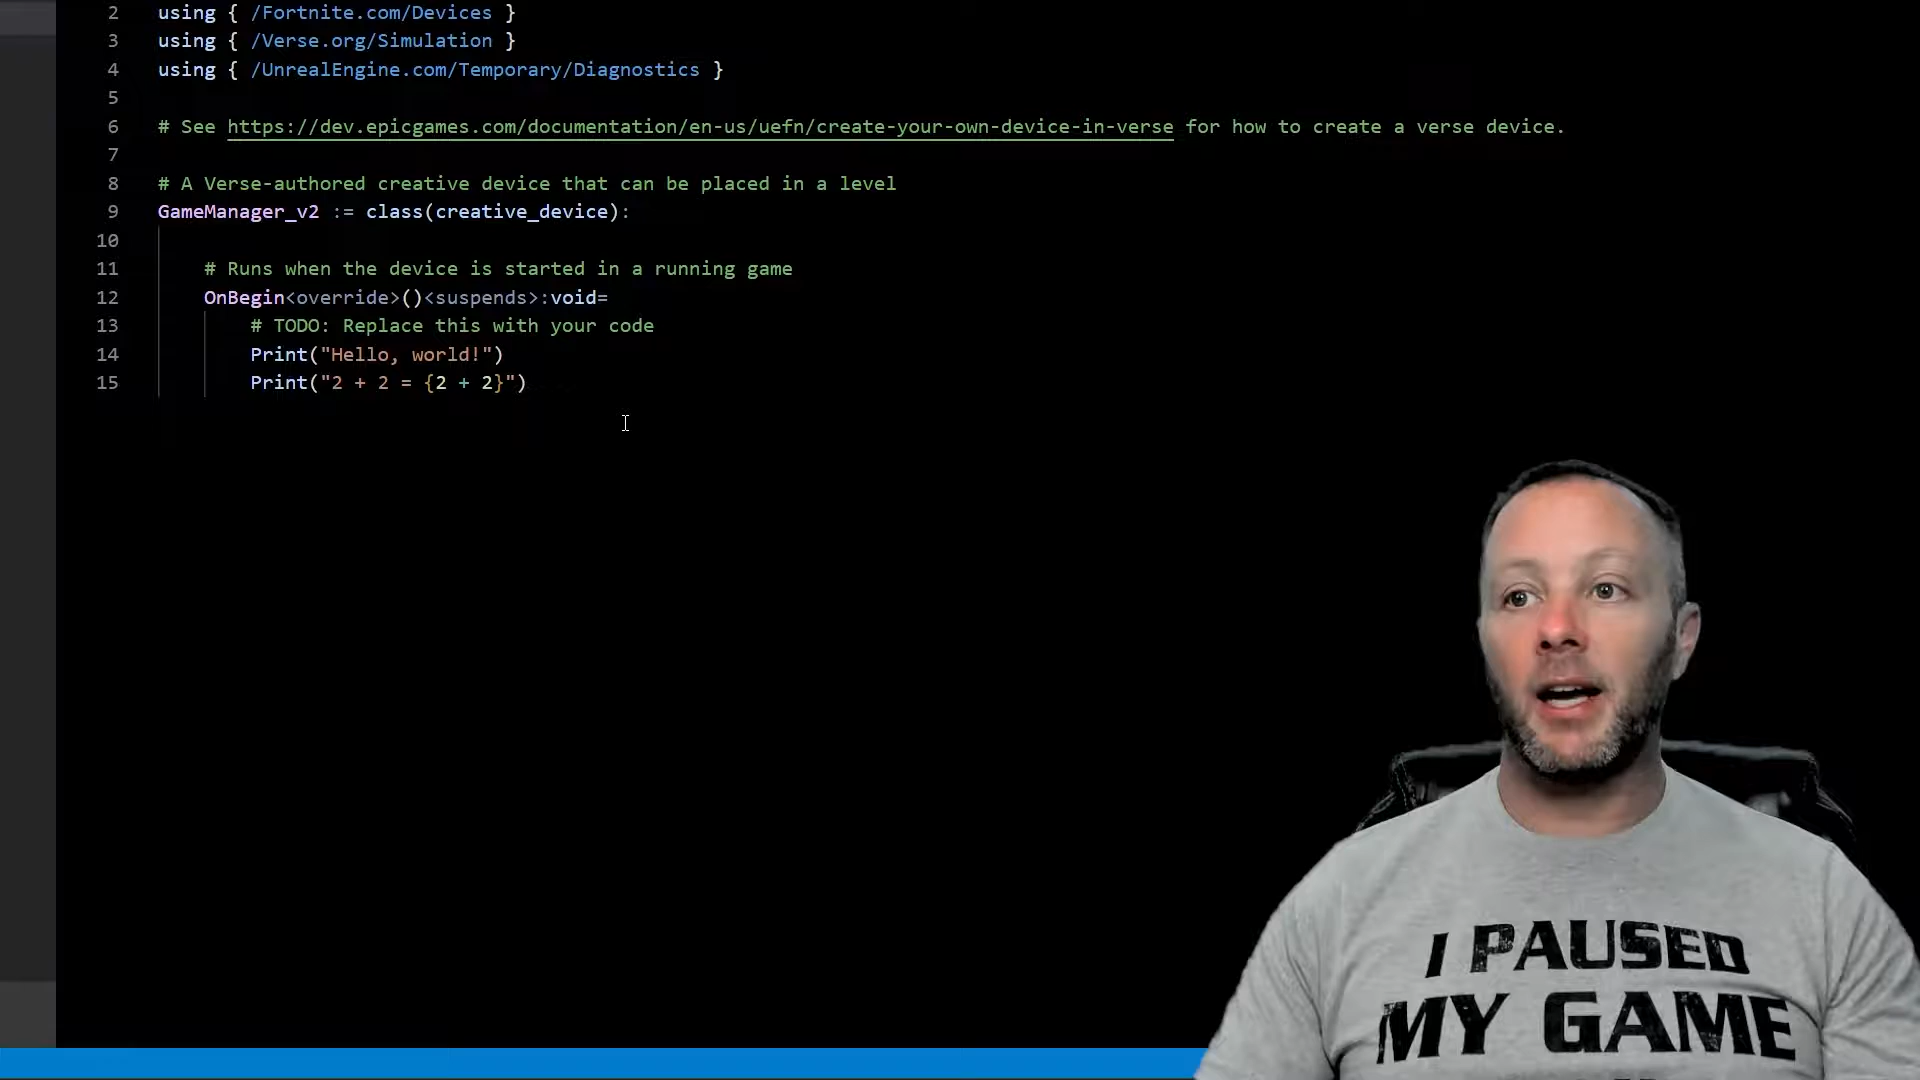 2 using { /Fortnite.com/Devices }
3 using { /Verse.org/Simulation }
4 using { /UnrealEngine.com/Temporary/Diagnostics }
5
6 # See https://dev.epicgames.com/documentation/en-us/uefn/create-your-own-device-in-verse for how to create a verse device.
7
8 # A Verse-authored creative device that can be placed in a level
9 GameManager_v2 := class(creative_device):
10
11 # Runs when the device is started in a running game
12 OnBegin<override>()<suspends>:void=
13 # TODO: Replace this with your code
14 Print("Hello, world!")
15 Print("2 + 2 = {2 + 2}")
I PAUSED
MY GAME